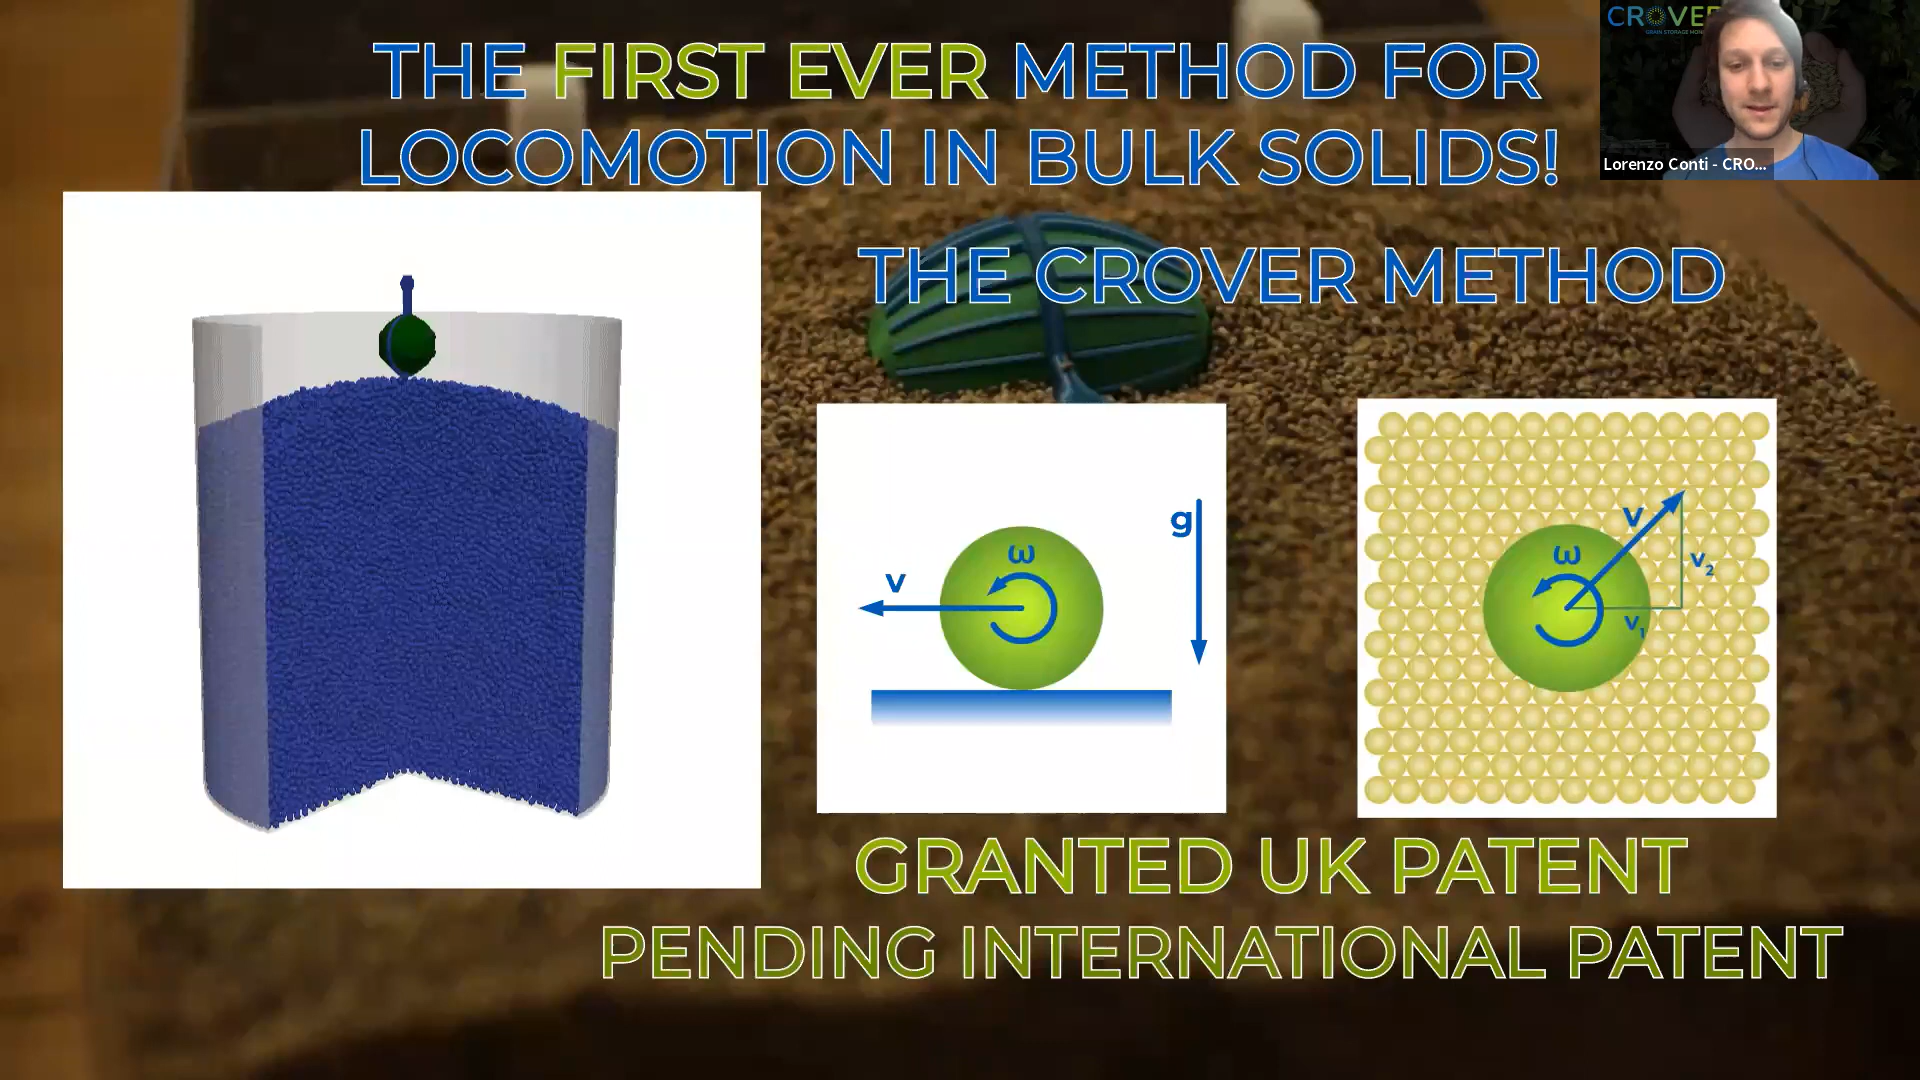 THE FIRST EVER METHOD FOR
LOCOMOTION IN BULK SOLIDS!
CROVER
Lorenzo Conti - CRO...
THE CROVER METHOD
ω
v
g
ω
v
v₂
v₁
GRANTED UK PATENT
PENDING INTERNATIONAL PATENT